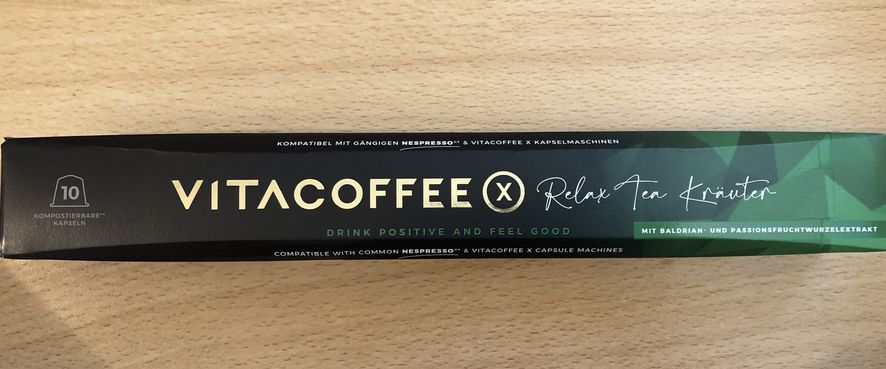 KOMPATIBEL MIT GÄNGIGEN NESPRESSO°* & VITACOFFEE X KAPSELMASCHINEN
10
KOMPOSTIERBARE**
KAPSELN
VITACOFFEE X Relax Tea Kräuter
DRINK POSITIVE AND FEEL GOOD
MIT BALDRIAN- UND PASSIONSFRUCHTWURZELEXTRAKT
COMPATIBLE WITH COMMON NESPRESSO°* & VITACOFFEE X CAPSULE MACHINES